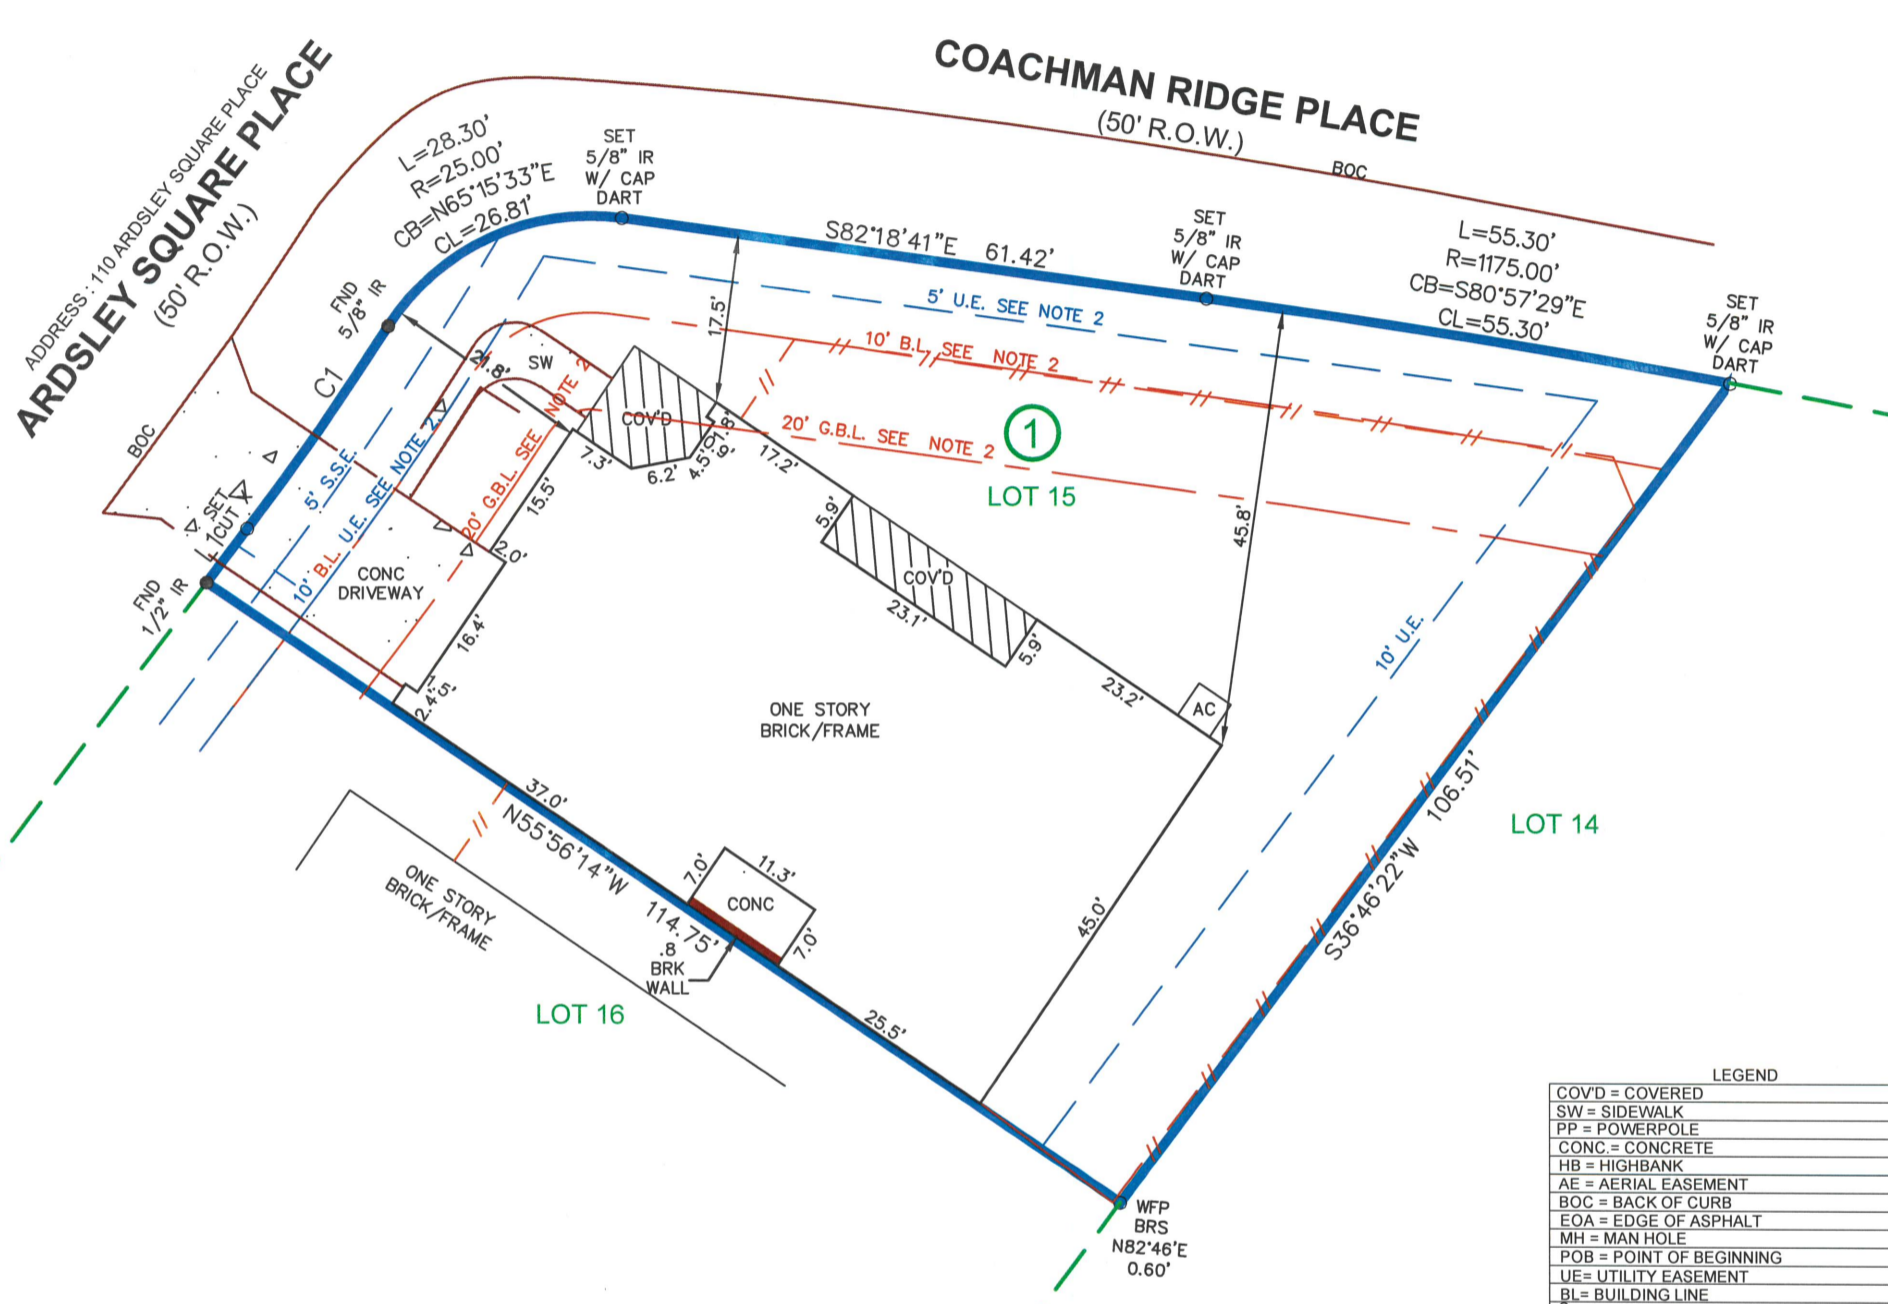 COACHMAN RIDGE PLACE
(50' R.O.W.)
BOC
ADDRESS : 110 ARDSLEY SQUARE PLACE
ARDSLEY SQUARE PLACE
(50' R.O.W.)
BOC
L=28.30'
R=25.00'
CB=N65°15'33"E
CL=26.81'
SET
5/8" IR
W/ CAP
DART
S82°18'41"E 61.42'
SET
5/8" IR
W/ CAP
DART
L=55.30'
R=1175.00'
CB=S80°57'29"E
CL=55.30'
SET
5/8" IR
W/ CAP
DART
FND
5/8" IR
C1
5' U.E. SEE NOTE 2
10' B.L. SEE NOTE 2
20' G.B.L. SEE NOTE 2
1
LOT 15
17.5'
21.8'
SW
COV'D
7.3'
6.2'
4.5'
.9'
1.8'
17.2'
15.5'
2.0'
20' G.B.L. SEE NOTE 2
5' S.S.E.
10' B.L. U.E. SEE NOTE 2
SET
CUT
L1
FND
1/2" IR
CONC
DRIVEWAY
16.4'
1.5'
2.4'
5.9'
COV'D
23.1'
5.9'
45.8'
23.2'
AC
10' U.E.
ONE STORY
BRICK/FRAME
37.0'
N55°56'14"W 114.75'
ONE STORY
BRICK/FRAME
7.0'
11.3'
CONC
7.0'
.8
BRK
WALL
25.5'
45.0'
S36°46'22"W 106.51'
LOT 14
LOT 16
WFP
BRS
N82°46'E
0.60'
LEGEND
COV'D = COVERED
SW = SIDEWALK
PP = POWERPOLE
CONC.= CONCRETE
HB = HIGHBANK
AE = AERIAL EASEMENT
BOC = BACK OF CURB
EOA = EDGE OF ASPHALT
MH = MAN HOLE
POB = POINT OF BEGINNING
UE= UTILITY EASEMENT
BL= BUILDING LINE